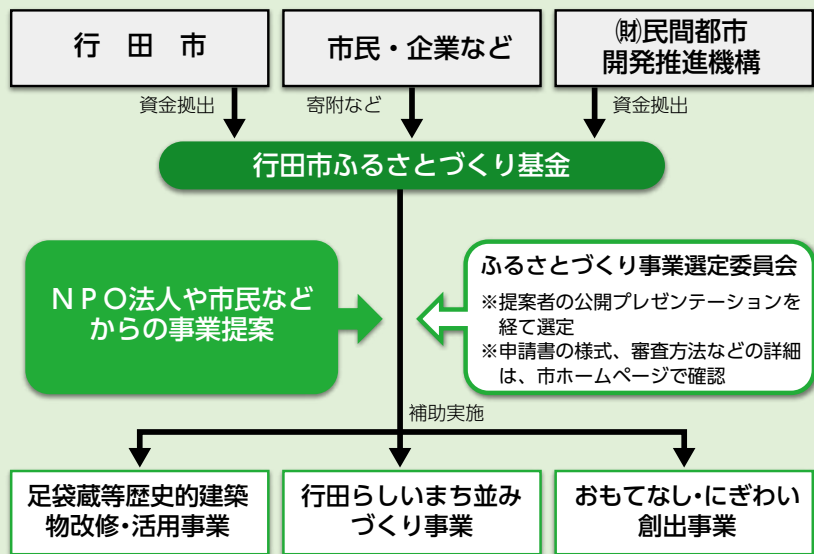 行田市
市民・企業など
㈶民間都市
開発推進機構
資金拠出
寄附など
資金拠出
行田市ふるさとづくり基金
NPO法人や市民など
からの事業提案
ふるさとづくり事業選定委員会
※提案者の公開プレゼンテーションを
経て選定
※申請書の様式、審査方法などの詳細
は、市ホームページで確認
補助実施
足袋蔵等歴史的建築
物改修・活用事業
行田らしいまち並み
づくり事業
おもてなし・にぎわい
創出事業